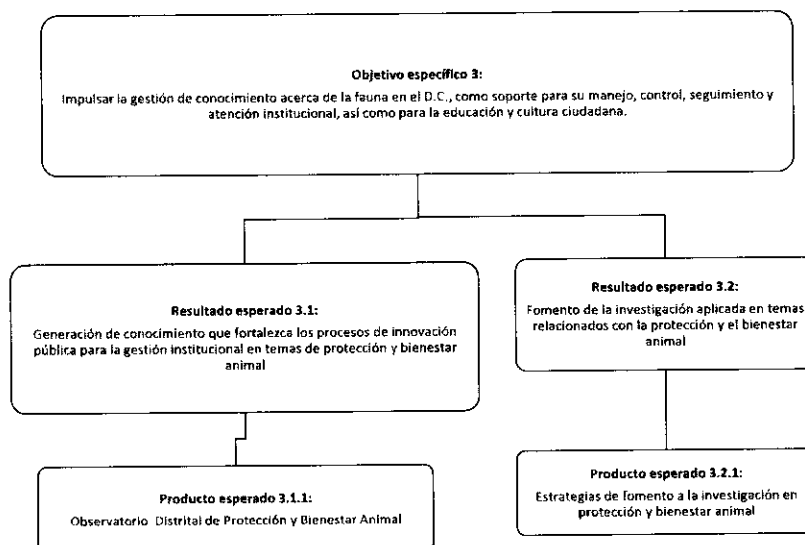 Objetivo específico 3:
Impulsar la gestión de conocimiento acerca de la fauna en el D.C., como soporte para su manejo, control, seguimiento y
atención institucional, así como para la educación y cultura ciudadana.
Resultado esperado 3.1:
Generación de conocimiento que fortalezca los procesos de innovación
pública para la gestión institucional en temas de protección y bienestar
animal
Resultado esperado 3.2:
Fomento de la investigación aplicada en temas
relacionados con la protección y el bienestar
animal
Producto esperado 3.1.1:
Observatorio Distrital de Protección y Bienestar Animal
Producto esperado 3.2.1:
Estrategias de fomento a la investigación en
protección y bienestar animal